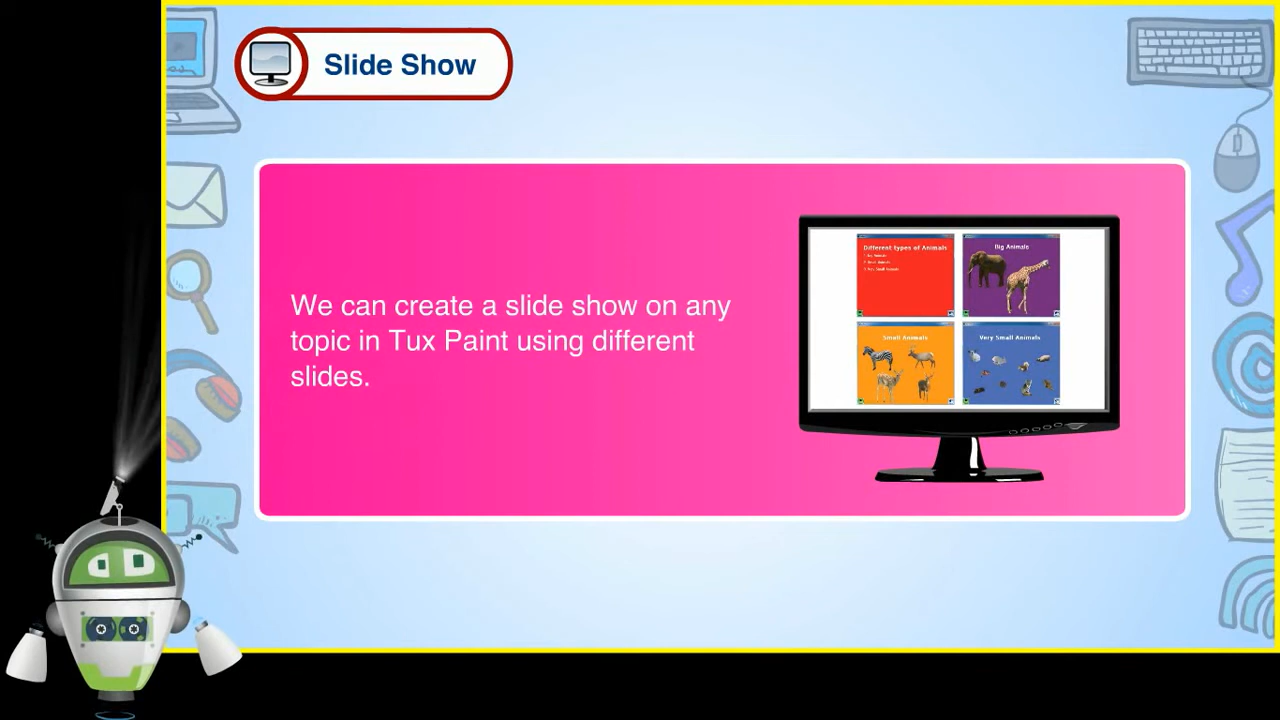 Slide Show
We can create a slide show on any
topic in Tux Paint using different
slides.
Different types of Animals
Big Animals
Small Animals
Very Small Animals